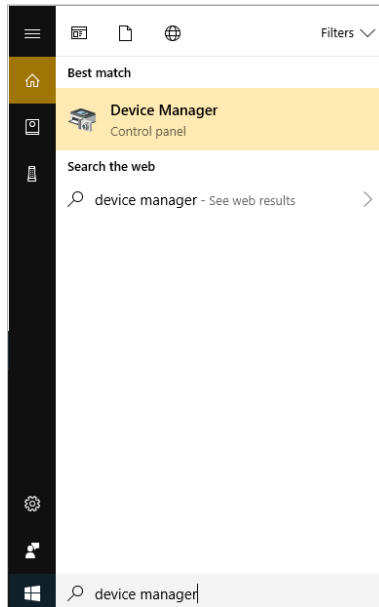 Filters
Best match
Device Manager
Control panel
Search the web
device manager - See web results
device manager